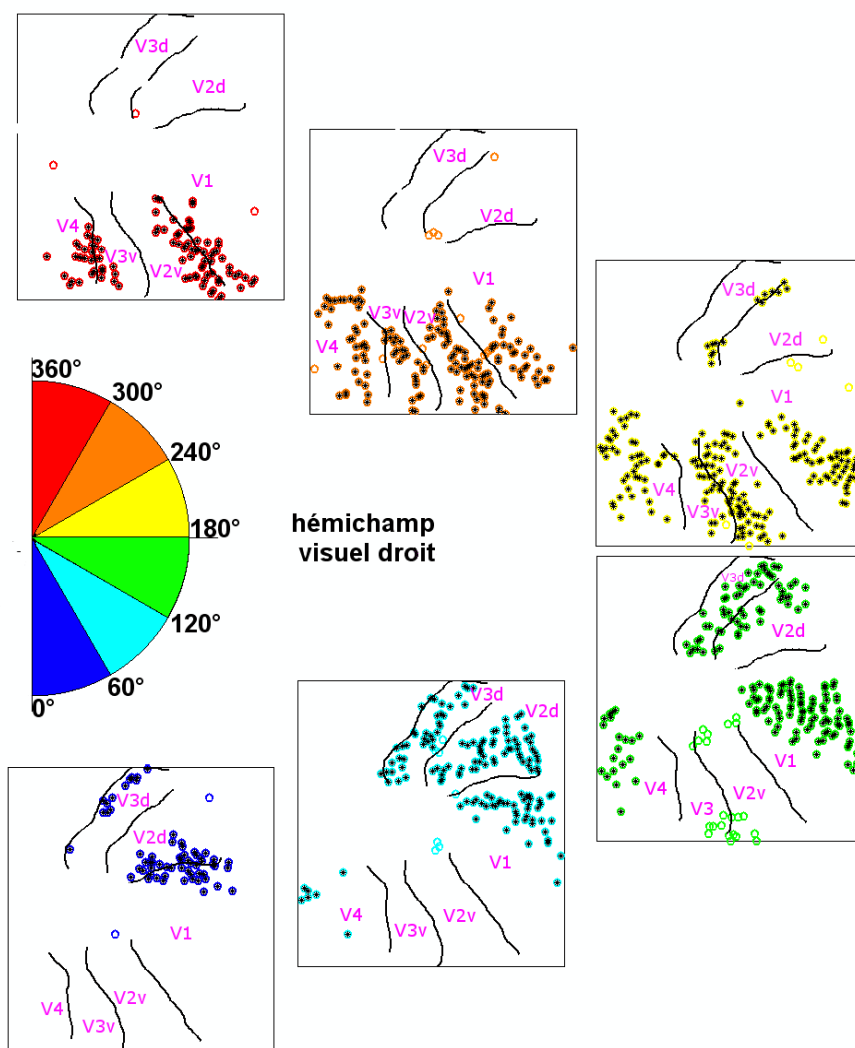 V3d
V2d
V1
V4
V3v
V2v
V3d
V2d
V1
V3v
V2v
V4
V3d
V2d
V1
V2v
V4
V3v
360°
300°
240°
180°
120°
60°
0°
hémichamp
visuel droit
V3d
V2d
V1
V4
V3
V2v
V3d
V2d
V1
V4
V3v
V2v
V3d
V2d
V1
V4
V2v
V3v